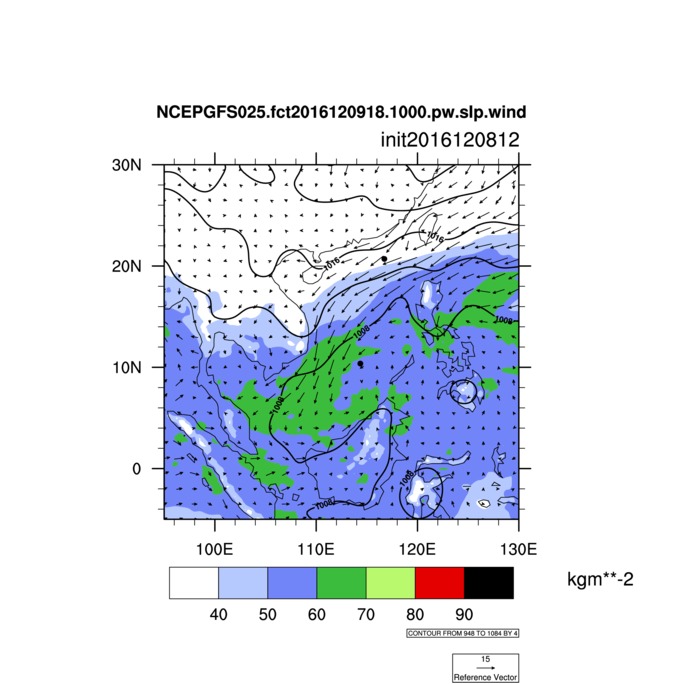 NCEPGFS025.fct2016120918.1000.pw.slp.wind
init2016120812
30N
20N
10N
0
1016
1016
1008
1008
1008
1008
1008
100E 110E 120E 130E
kgm**-2
40 50 60 70 80 90
CONTOUR FROM 948 TO 1084 BY 4
15
Reference Vector